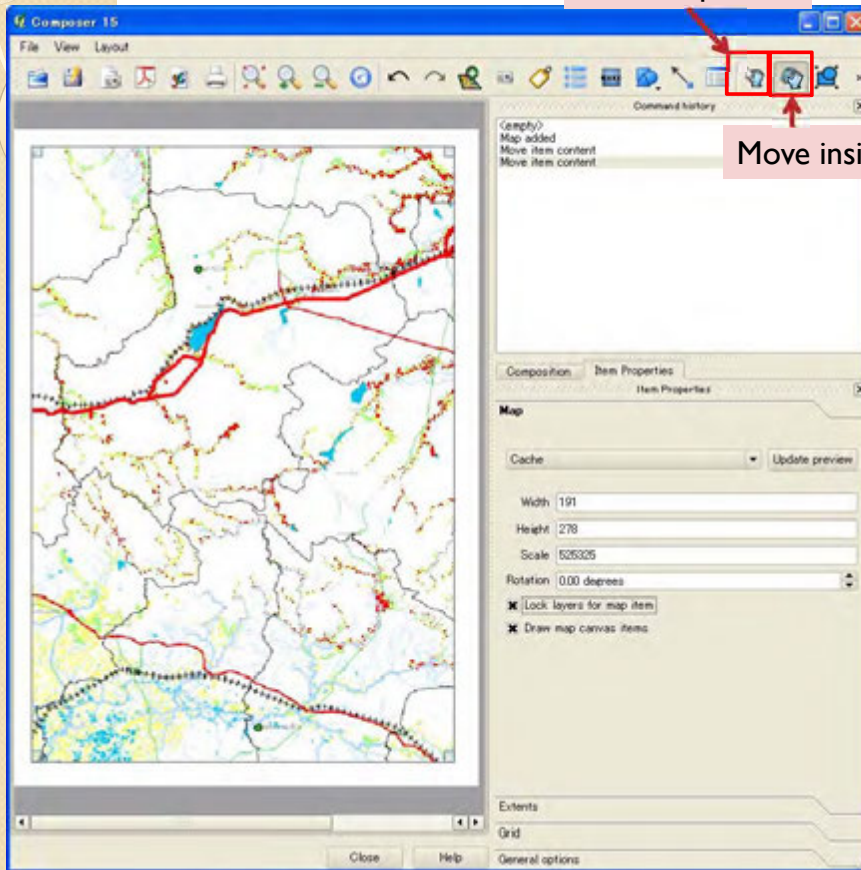 Composer 15
File View Layout
Command history
<empty>
Map added
Move item content
Move item content
Move insi
Composition Item Properties
Item Properties
Map
Cache
Update preview
Width 191
Height 278
Scale 525325
Rotation 0.00 degrees
Lock layers for map item
Draw map canvas items
Extents
Grid
General options
Close Help